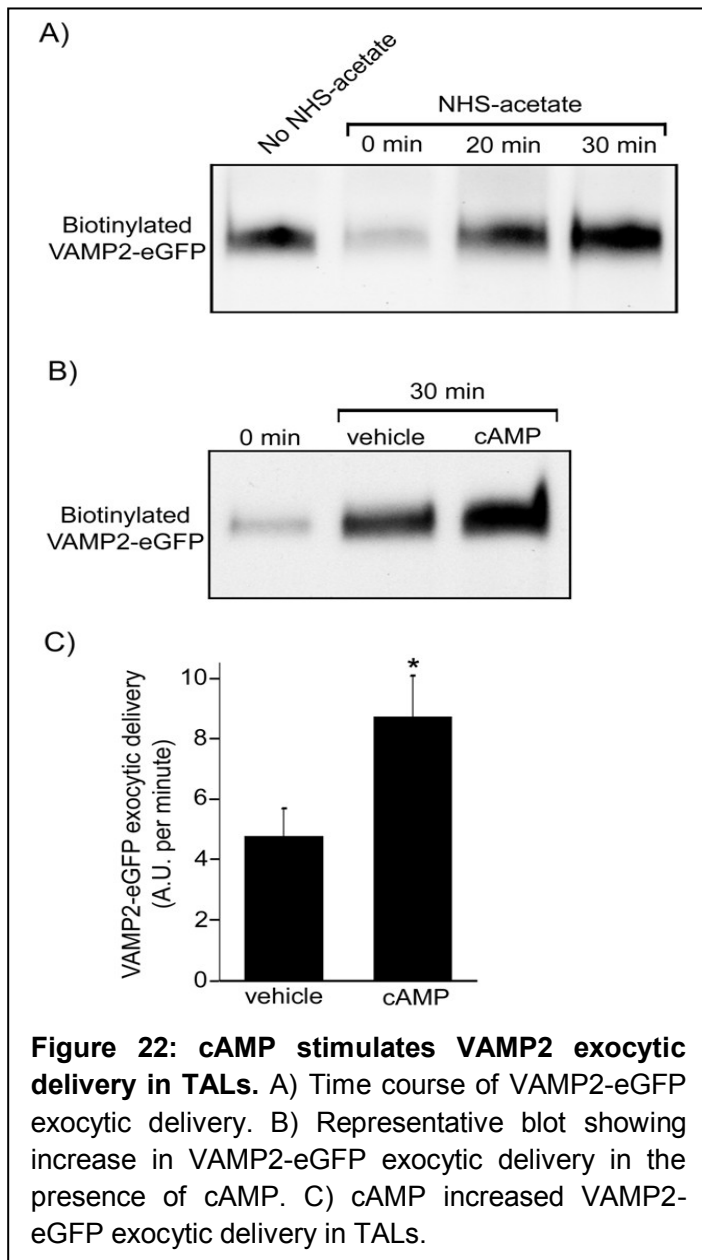 A)
No NHS-acetate
NHS-acetate
0 min 20 min 30 min
Biotinylated
VAMP2-eGFP
B)
30 min
0 min vehicle cAMP
Biotinylated
VAMP2-eGFP
C)
VAMP2-eGFP exocytic delivery
(A.U. per minute)
10
8
6
4
2
0
*
vehicle cAMP
Figure 22: cAMP stimulates VAMP2 exocytic
delivery in TALs. A) Time course of VAMP2-eGFP
exocytic delivery. B) Representative blot showing
increase in VAMP2-eGFP exocytic delivery in the
presence of cAMP. C) cAMP increased VAMP2-
eGFP exocytic delivery in TALs.